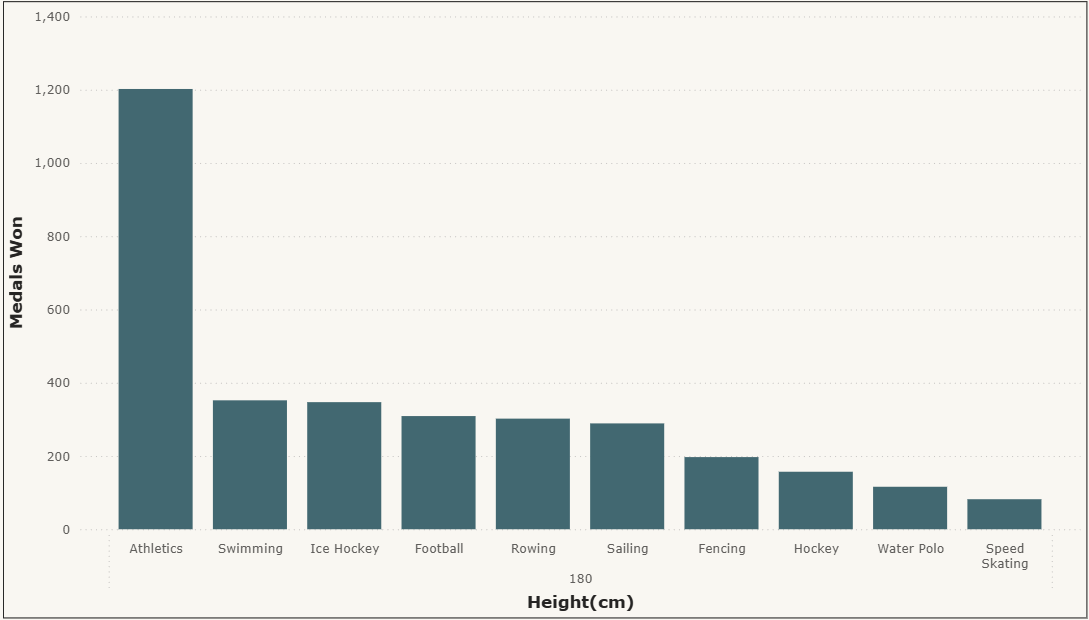 1,400
1,200
1,000
800
600
400
200
0
Medals Won
Athletics
Swimming
Ice Hockey
Football
Rowing
Sailing
Fencing
Hockey
Water Polo
Speed
Skating
180
Height(cm)